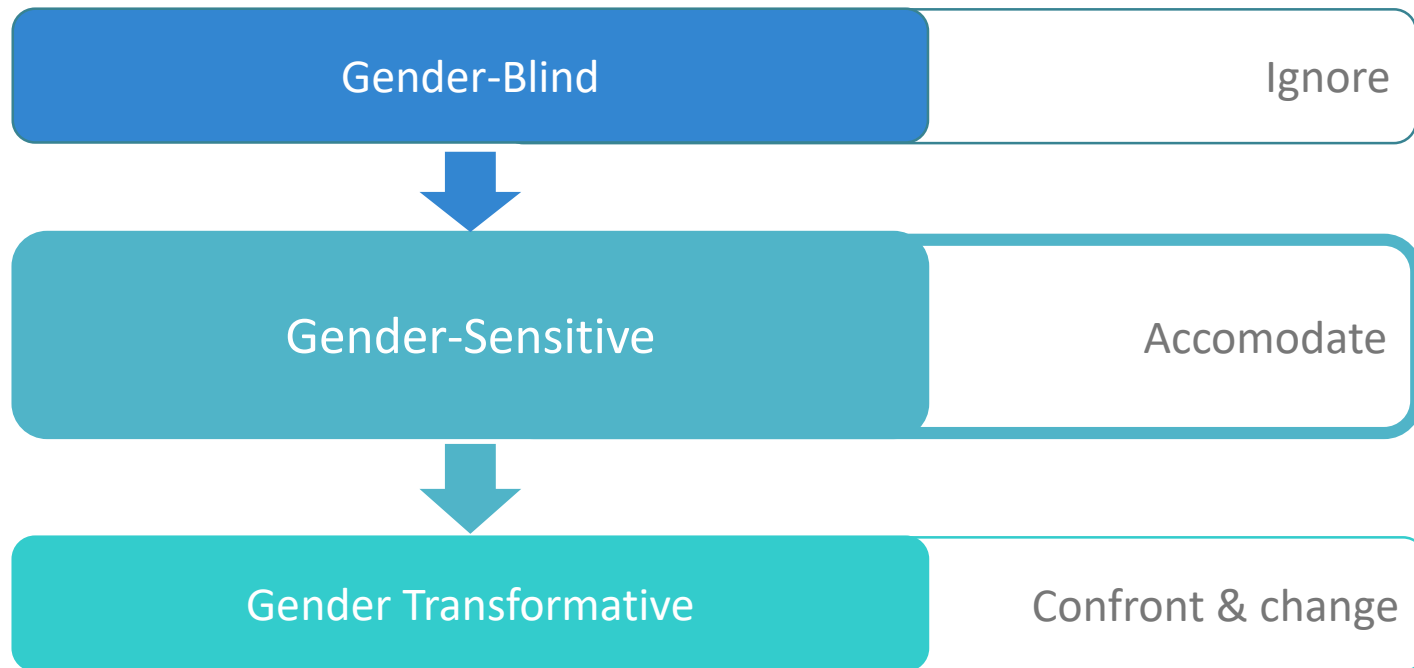 Gender-Blind
Ignore
Gender-Sensitive
Accomodate
Gender Transformative
Confront & change